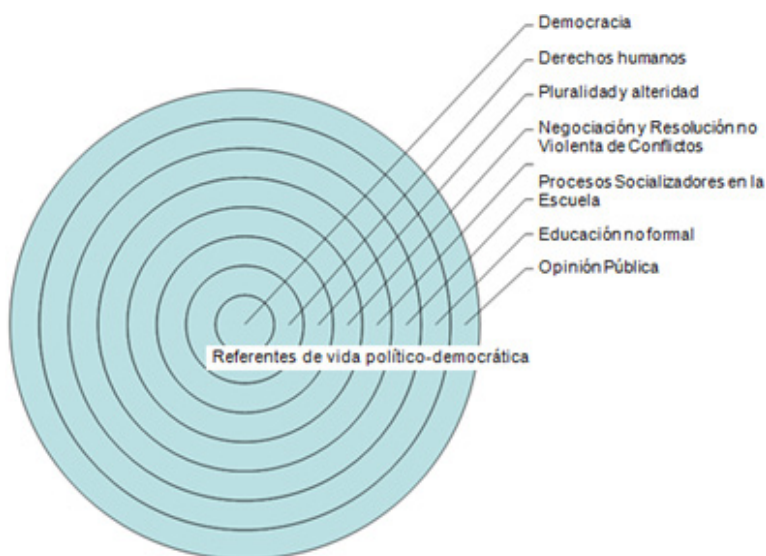 Democracia
Derechos humanos
Pluralidad y alteridad
Negociación y Resolución no
Violenta de Conflictos
Procesos Socializadores en la
Escuela
Educación no formal
Opinión Pública
Referentes de vida político-democrática